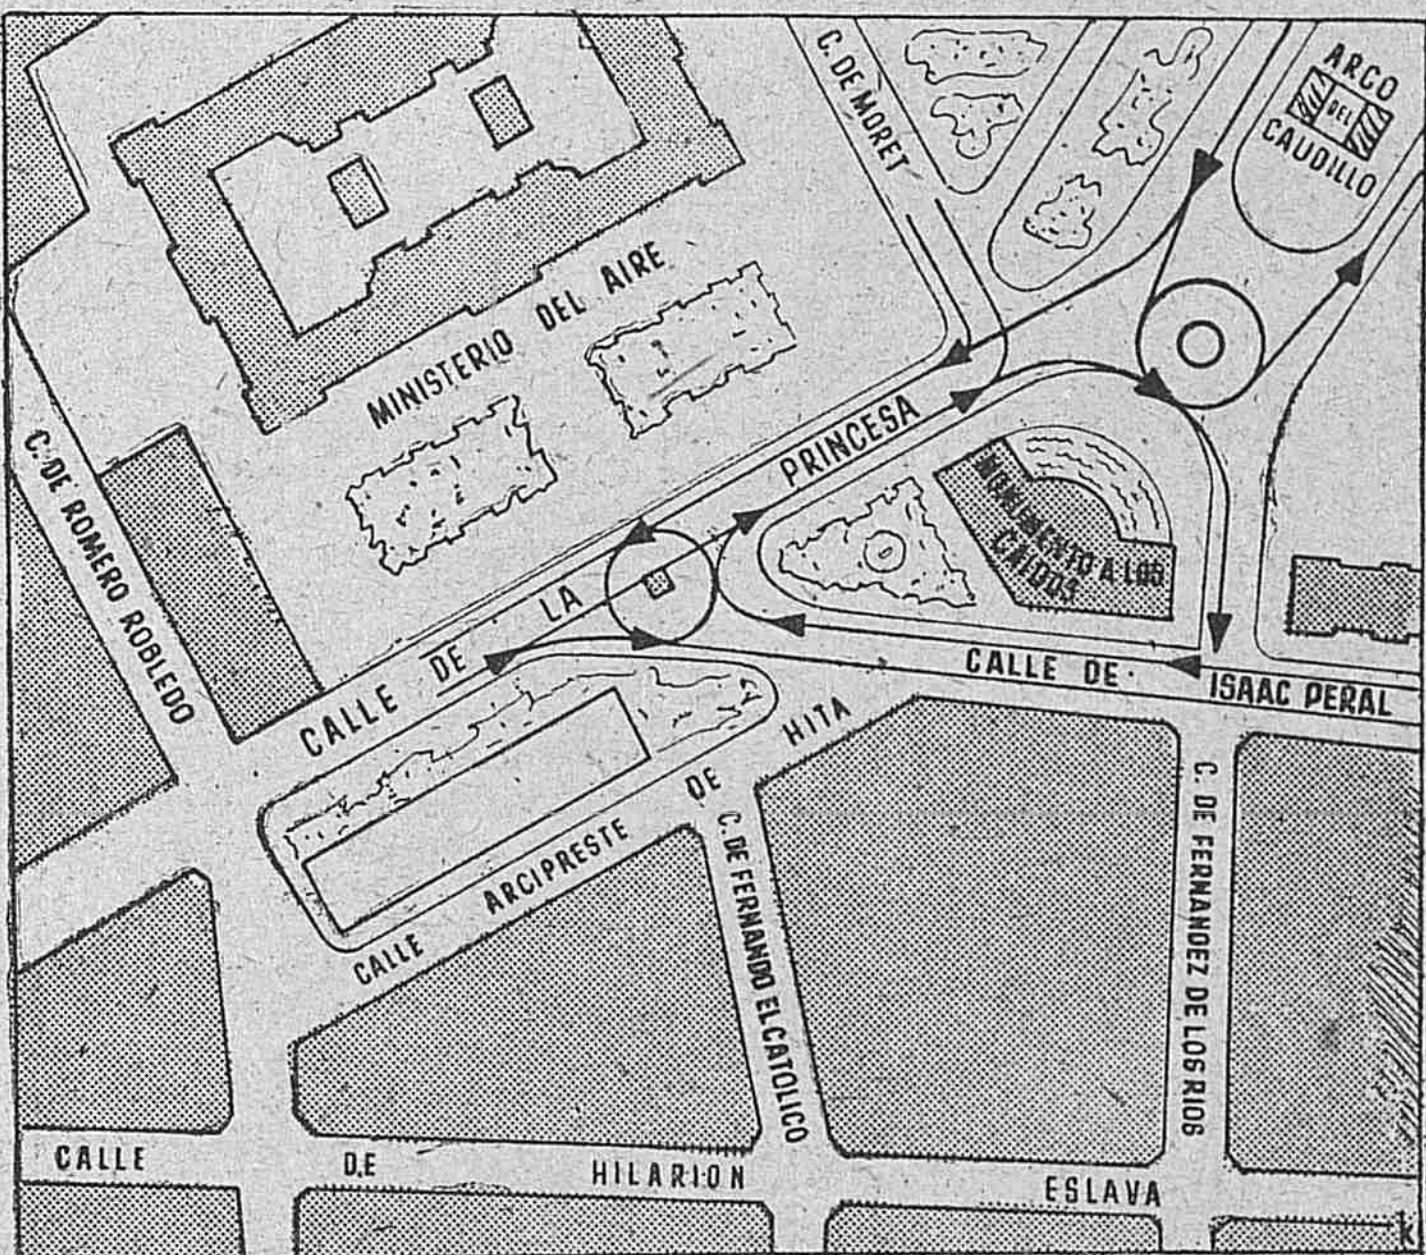 C. DE MORET
ARCO
DEL
CAUDILLO
MINISTERIO DEL AIRE
C. DE ROMERO ROBLEDO
CALLE DE LA PRINCESA
MONUMENTO A LOS
CAIDOS
CALLE DE ISAAC PERAL
CALLE ARCIPRESTE DE HITA
C. DE FERNANDO EL CATOLICO
C. DE FERNANDEZ DE LOS RIOS
CALLE DE HILARION ESLAVA
k